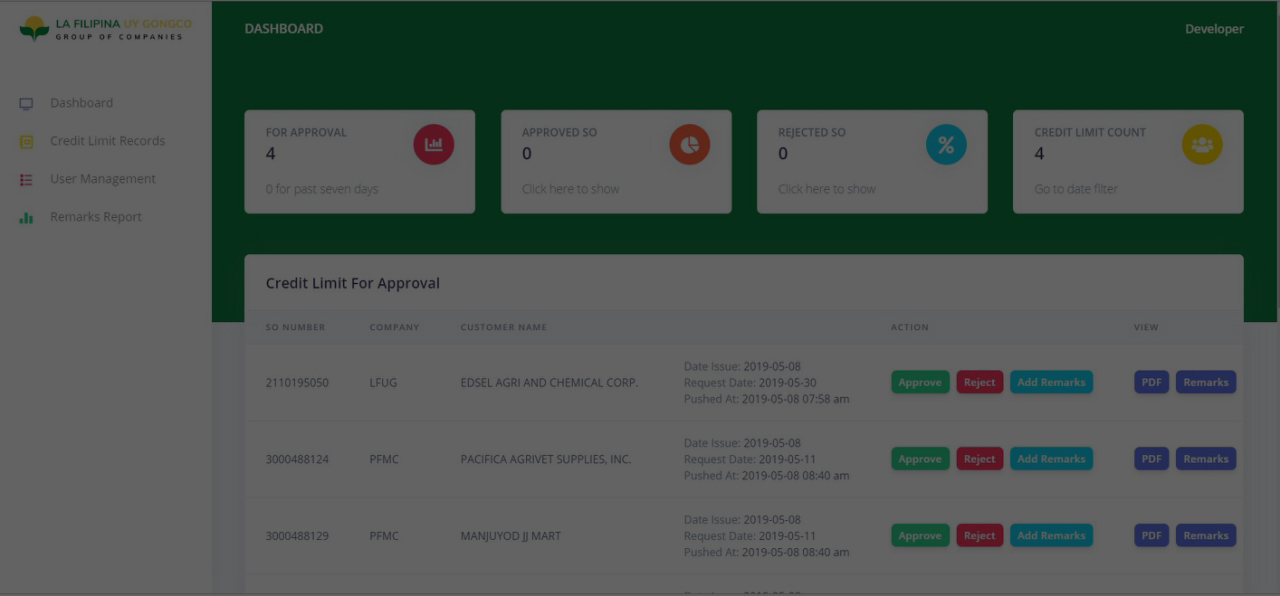 LA FILIPINA UY GONGCO
GROUP OF COMPANIES
DASHBOARD
Developer
Dashboard
Credit Limit Records
User Management
Remarks Report
FOR APPROVAL
4
0 for past seven days
APPROVED SO
0
Click here to show
REJECTED SO
0
Click here to show
CREDIT LIMIT COUNT
4
Go to date filter
Credit Limit For Approval
SO NUMBER COMPANY CUSTOMER NAME ACTION VIEW
Date Issue: 2019-05-08
2110195050 LFUG EDSEL AGRI AND CHEMICAL CORP. Request Date: 2019-05-30 Approve Reject Add Remarks PDF Remarks
Pushed At: 2019-05-08 07:58 am
Date Issue: 2019-05-08
3000488124 PFMC PACIFICA AGRIVET SUPPLIES, INC. Request Date: 2019-05-11 Approve Reject Add Remarks PDF Remarks
Pushed At: 2019-05-08 08:40 am
Date Issue: 2019-05-08
3000488129 PFMC MANJUYOD JJ MART Request Date: 2019-05-11 Approve Reject Add Remarks PDF Remarks
Pushed At: 2019-05-08 08:40 am